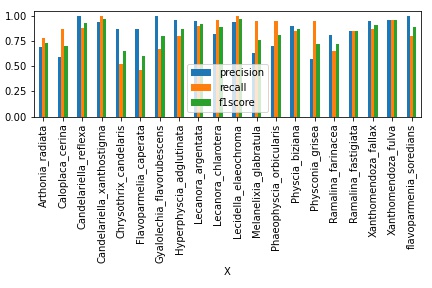 1.00
0.75
0.50
0.25
0.00
precision
recall
f1score
Arthonia_radiata
Caloplaca_cerina
Candelariella_reflexa
Candelariella_xanthostigma
Chrysothrix_candelaris
Flavoparmelia_caperata
Gyalolechia_flavorubescens
Hyperphyscia_adglutinata
Lecanora_argentata
Lecanora_chlarotera
Lecidella_elaeochroma
Melanelixia_glabratula
Phaeophyscia_orbicularis
Physcia_biziana
Physconia_grisea
Ramalina_farinacea
Ramalina_fastigiata
Xanthomendoza_fallax
Xanthomendoza_fulva
flavoparmenia_soredians
X